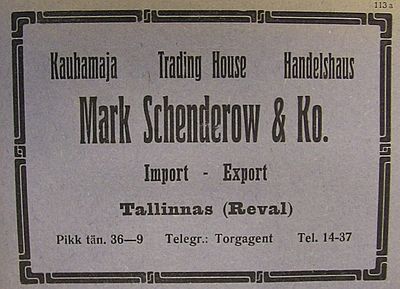 113 a
Kaubamaja Trading House Handelshaus
Mark Schenderow & Ko.
Import - Export
Tallinnas (Reval)
Pikk tän. 36—9 Telegr.: Torgagent Tel. 14-37